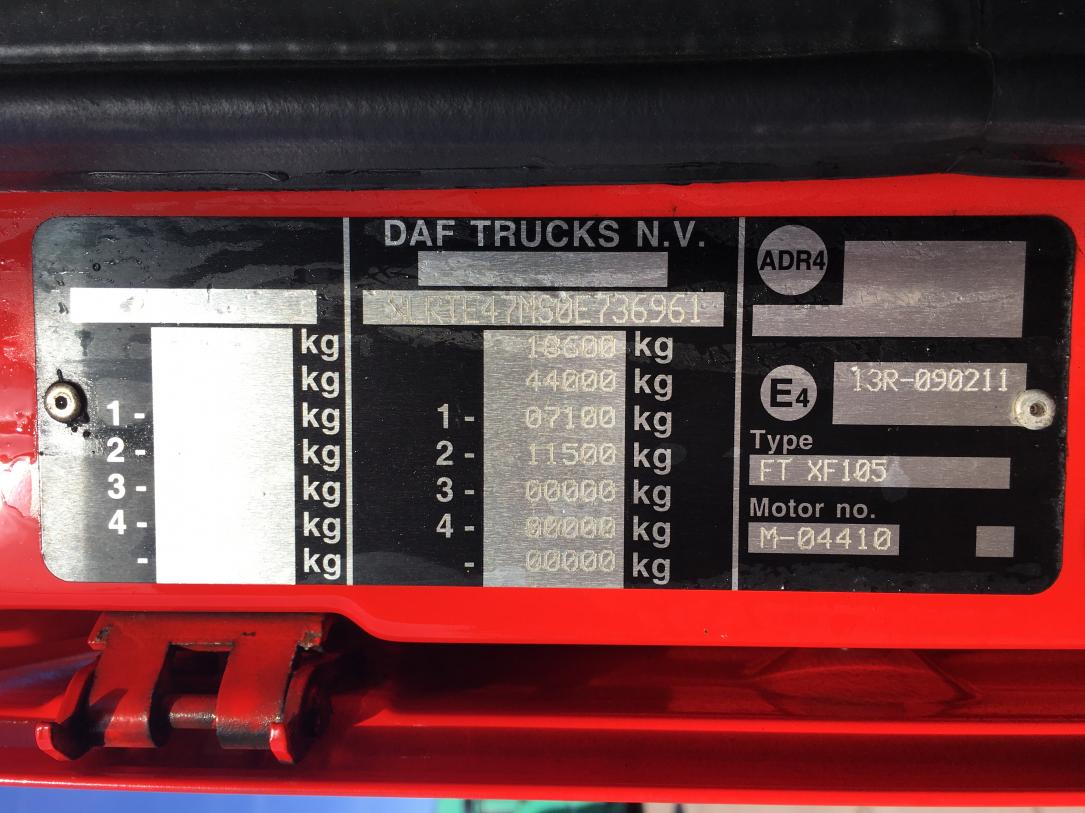 DAF TRUCKS N.V.
XLRTE47MS0E736961
kg
kg
1- kg
2- kg
3- kg
4- kg
- kg
18600 kg
44000 kg
1- 07100 kg
2- 11500 kg
3- 00000 kg
4- 00000 kg
- 00000 kg
ADR4
E4 13R-090211
Type
FT XF105
Motor no.
M-04410